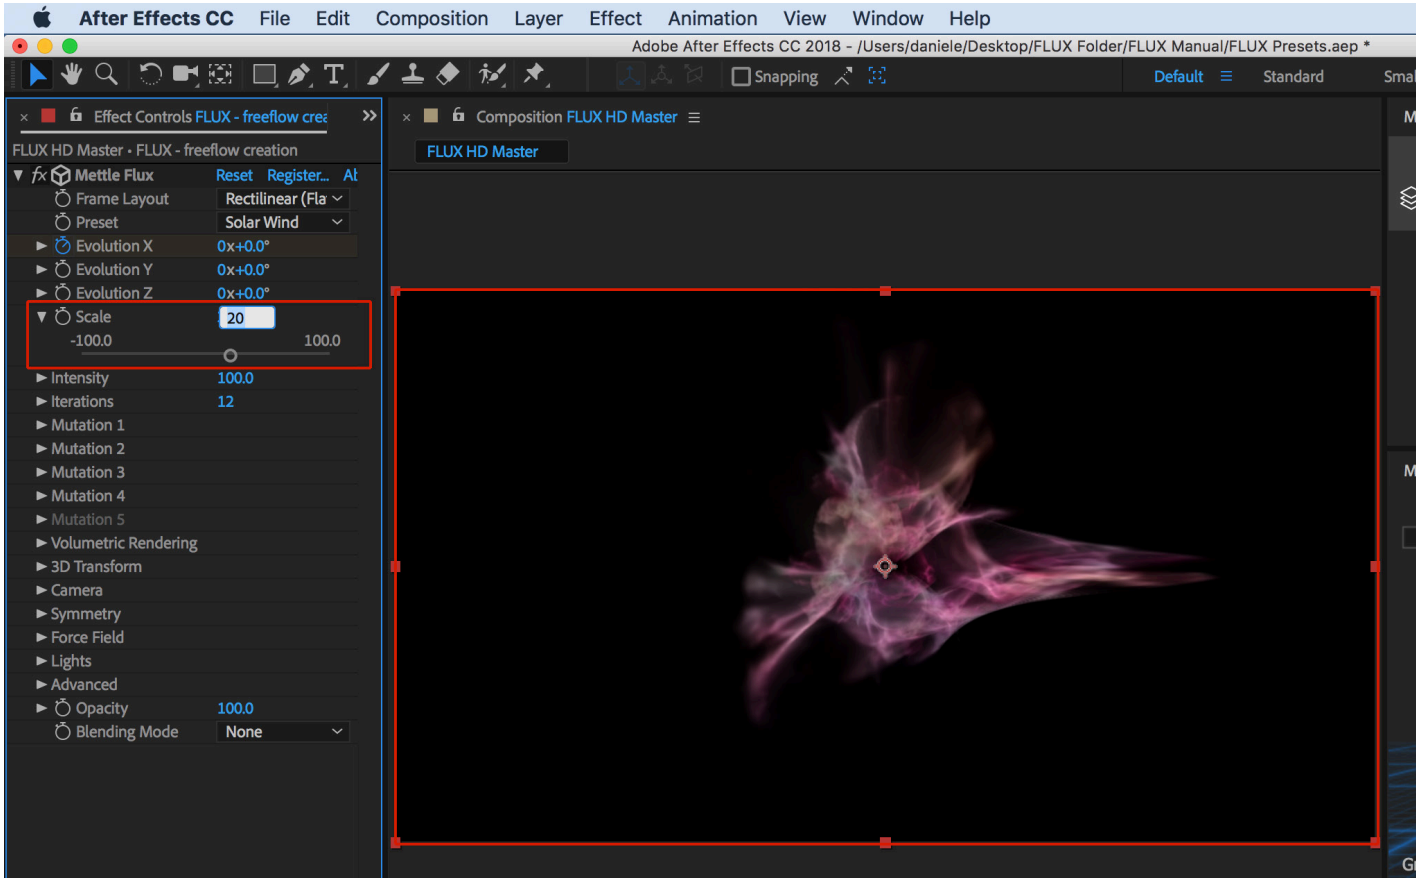 After Effects CC File Edit Composition Layer Effect Animation View Window Help
Adobe After Effects CC 2018 - /Users/daniele/Desktop/FLUX Folder/FLUX Manual/FLUX Presets.aep *
T Snapping Default Standard
Effect Controls FLUX - freeflow crea
Composition FLUX HD Master
FLUX HD Master • FLUX - freeflow creation
FLUX HD Master
fx Mettle Flux Reset Register...
Frame Layout Rectilinear (Fla
Preset Solar Wind
Evolution X 0x+0.0°
Evolution Y 0x+0.0°
Evolution Z 0x+0.0°
Scale 20
-100.0 100.0
Intensity 100.0
Iterations 12
Mutation 1
Mutation 2
Mutation 3
Mutation 4
Mutation 5
Volumetric Rendering
3D Transform
Camera
Symmetry
Force Field
Lights
Advanced
Opacity 100.0
Blending Mode None